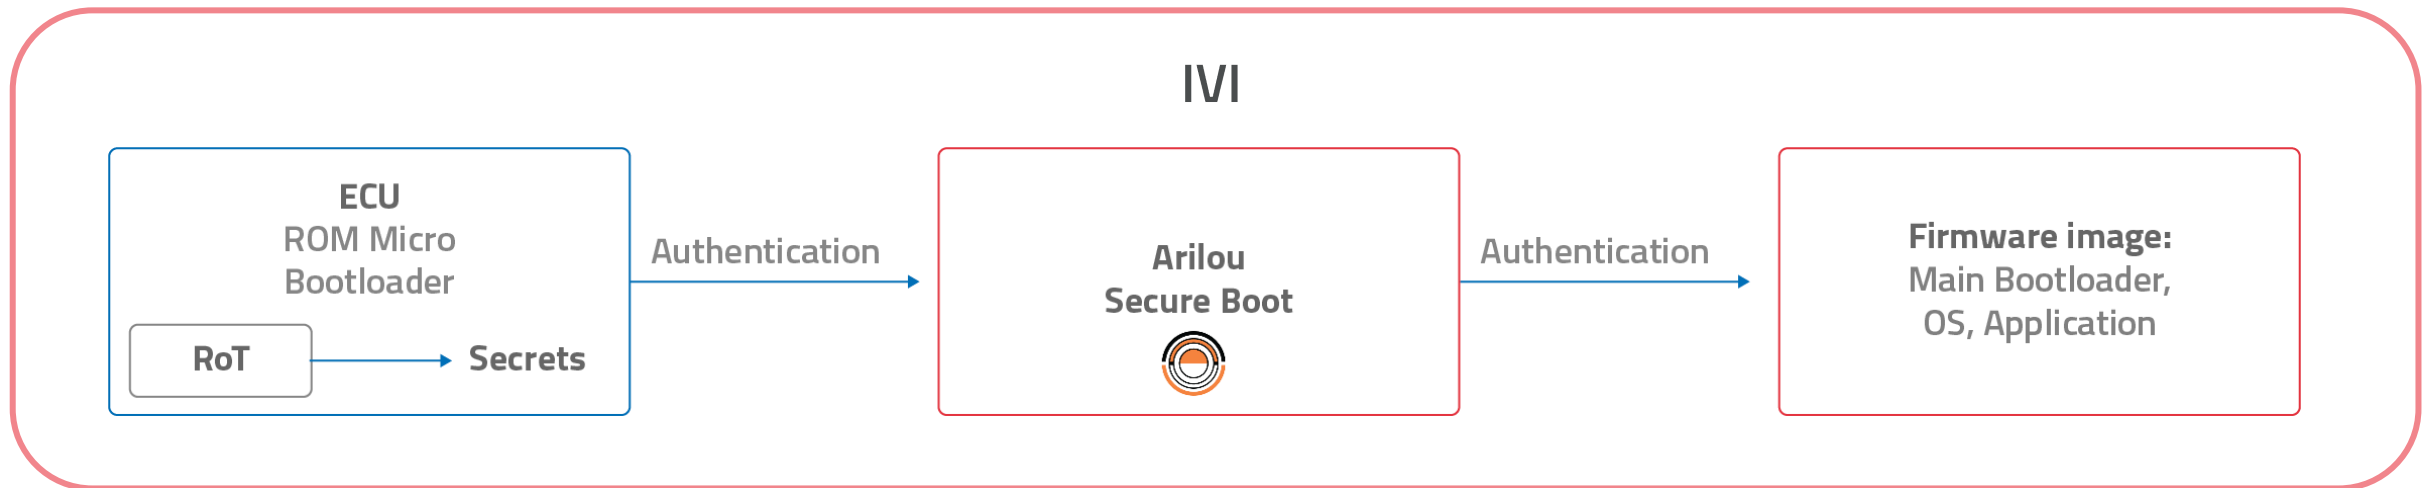 IVI
ECU
ROM Micro
Bootloader
RoT
Secrets
Authentication
Arilou
Secure Boot
Authentication
Firmware image:
Main Bootloader,
OS, Application